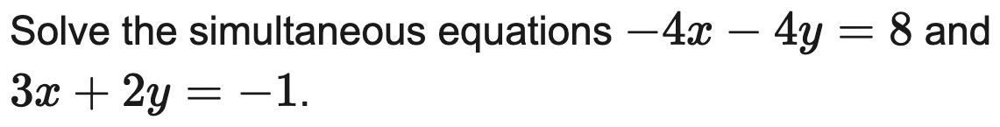 Solve the simultaneous equations −4x − 4y = 8 and
3x + 2y = −1.